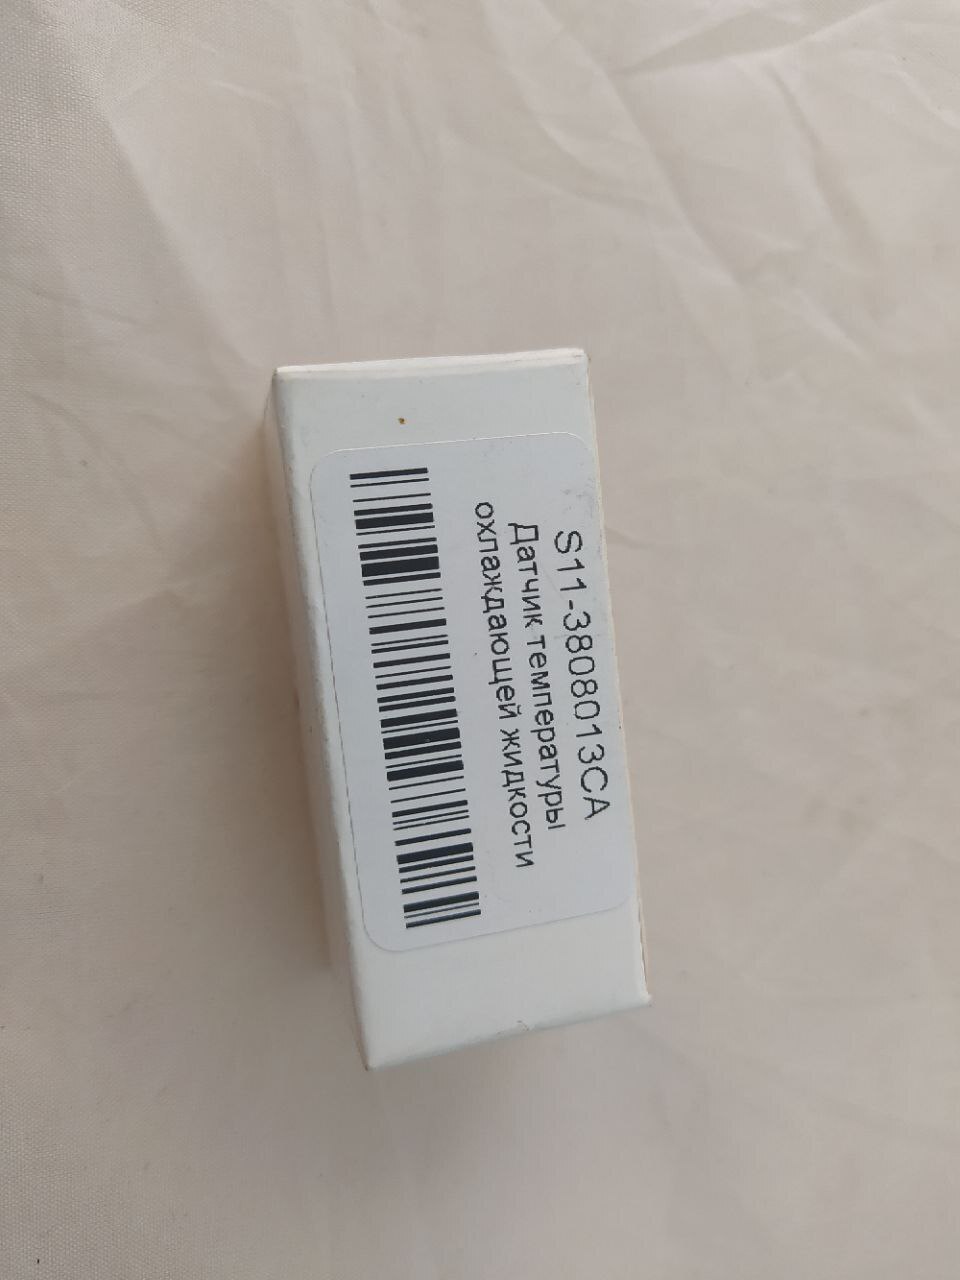 S11-3808013CA
Датчик температуры
охлаждающей жидкости